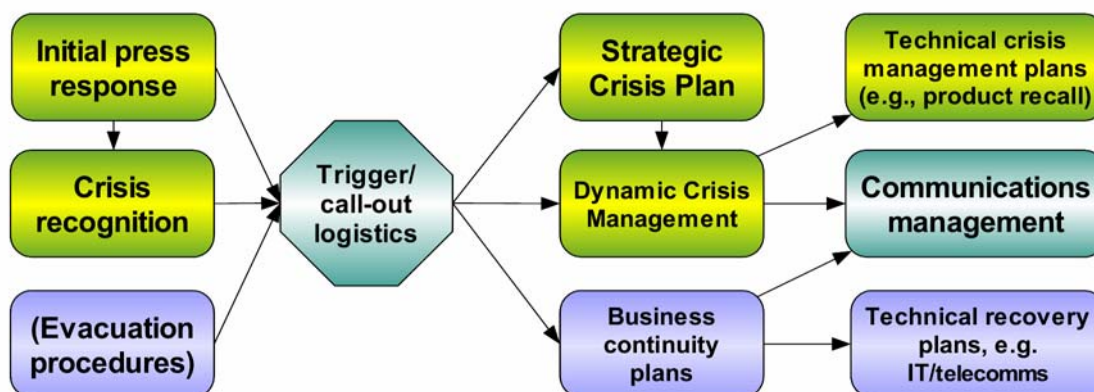 Initial press
response
Crisis
recognition
(Evacuation
procedures)
Trigger/
call-out
logistics
Strategic
Crisis Plan
Dynamic Crisis
Management
Business
continuity
plans
Technical crisis
management plans
(e.g., product recall)
Communications
management
Technical recovery
plans, e.g.
IT/telecomms